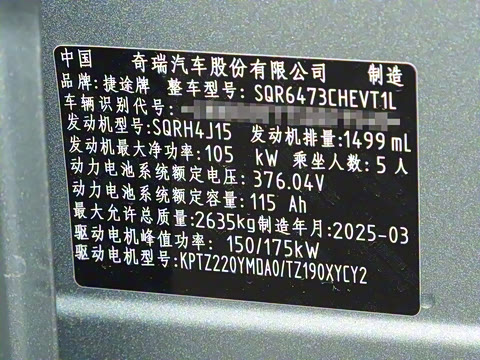 中国 奇瑞汽车股份有限公司 制造
品牌:捷途牌 整车型号:SQR6473CHEVT1L
车辆识别代号:
发动机型号:SQRH4J15 发动机排量:1499 mL
发动机最大净功率:105 kW 乘坐人数:5 人
动力电池系统额定电压:376.04V
动力电池系统额定容量:115 Ah
最大允许总质量:2635kg制造年月:2025-03
驱动电机峰值功率:150/175kW
驱动电机型号:KPTZ220YMDA0/TZ190XYCY2